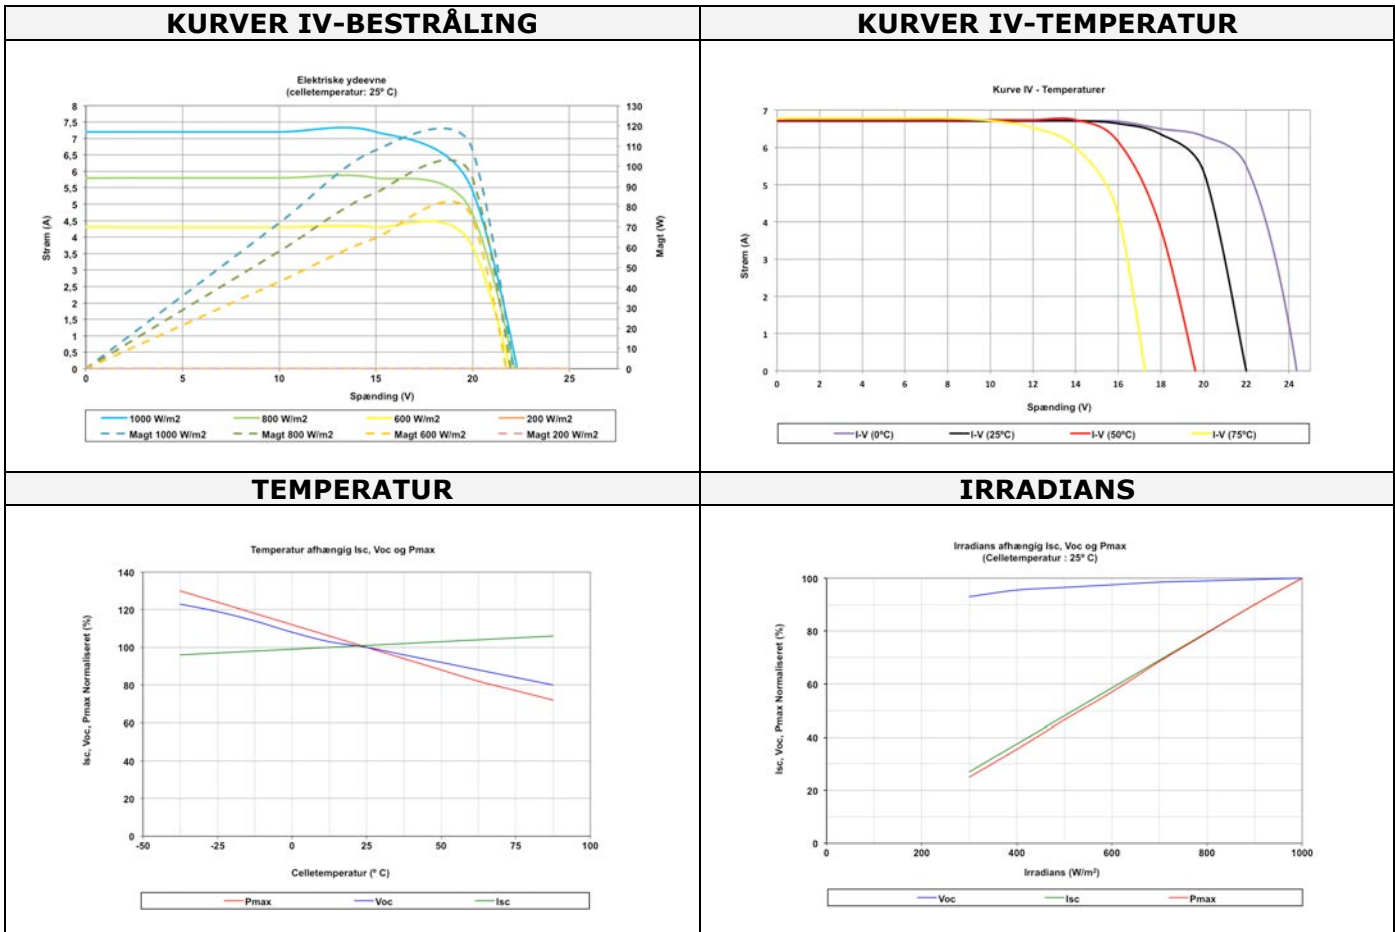 KURVER IV-BESTRÅLING
Elektriske ydeevne
(celletemperatur: 25º C)
8
7,5
7
6,5
6
5,5
5
4,5
4
3,5
3
2,5
2
1,5
1
0,5
0
Strøm (A)
130
120
110
100
90
80
70
60
50
40
30
20
10
0
Magt (W)
0 5 10 15 20 25
Spænding (V)
1000 W/m2 800 W/m2 600 W/m2 200 W/m2
Magt 1000 W/m2 Magt 800 W/m2 Magt 600 W/m2 Magt 200 W/m2
KURVER IV-TEMPERATUR
Kurve IV - Temperaturer
7
6
5
4
3
2
1
0
Strøm (A)
0 2 4 6 8 10 12 14 16 18 20 22 24
Spænding (V)
I-V (0ºC) I-V (25ºC) I-V (50ºC) I-V (75ºC)
TEMPERATUR
Temperatur afhængig Isc, Voc og Pmax
140
120
100
80
60
40
20
0
Isc, Voc, Pmax Normaliseret (%)
-50 -25 0 25 50 75 100
Celletemperatur (º C)
Pmax Voc Isc
IRRADIANS
Irradians afhængig Isc, Voc og Pmax
(Celletemperatur : 25º C)
100
80
60
40
20
0
Isc, Voc, Pmax Normaliseret (%)
0 200 400 600 800 1000
Irradians (W/m²)
Voc Isc Pmax